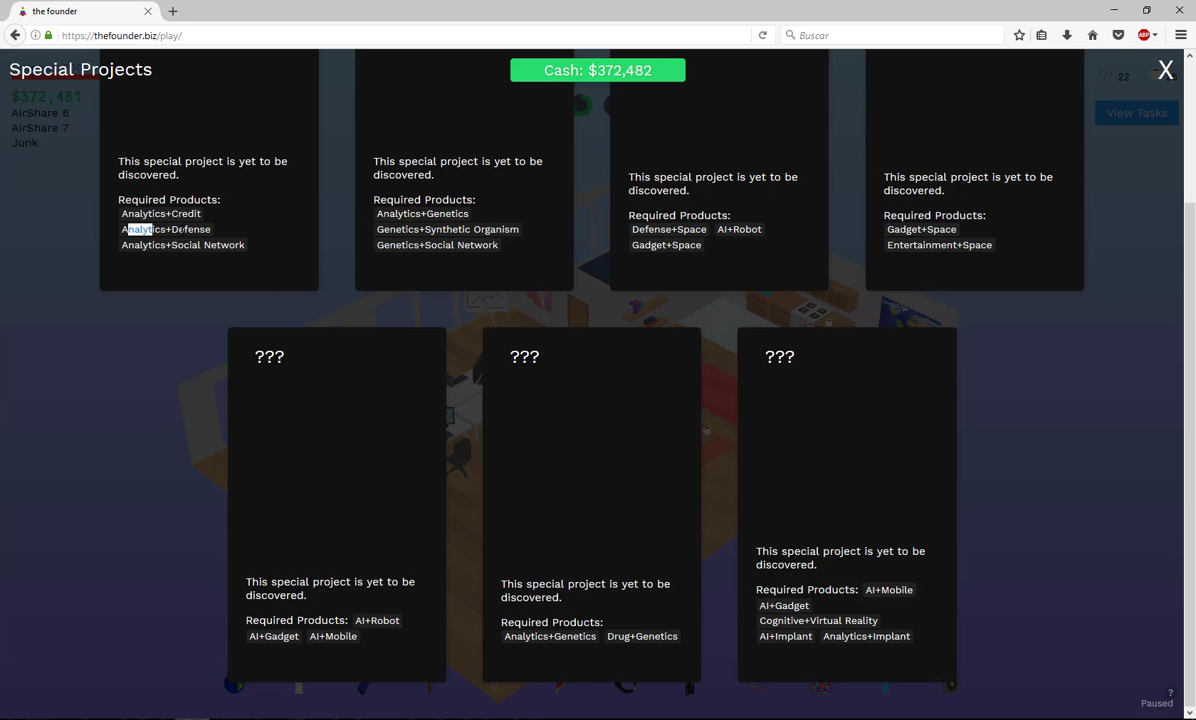 the founder
https://thefounder.biz/play/
Buscar
ABP
Special Projects
Cash: $372,482
X
$372,481
AirShare 6
AirShare 7
Junk
22
View Tasks
This special project is yet to be
discovered.
Required Products:
Analytics+Credit
Analytics+Defense
Analytics+Social Network
This special project is yet to be
discovered.
Required Products:
Analytics+Genetics
Genetics+Synthetic Organism
Genetics+Social Network
This special project is yet to be
discovered.
Required Products:
Defense+Space AI+Robot
Gadget+Space
This special project is yet to be
discovered.
Required Products:
Gadget+Space
Entertainment+Space
???
This special project is yet to be
discovered.
Required Products: AI+Robot
AI+Gadget AI+Mobile
???
This special project is yet to be
discovered.
Required Products:
Analytics+Genetics Drug+Genetics
???
This special project is yet to be
discovered.
Required Products: AI+Mobile
AI+Gadget
Cognitive+Virtual Reality
AI+Implant Analytics+Implant
?
Paused